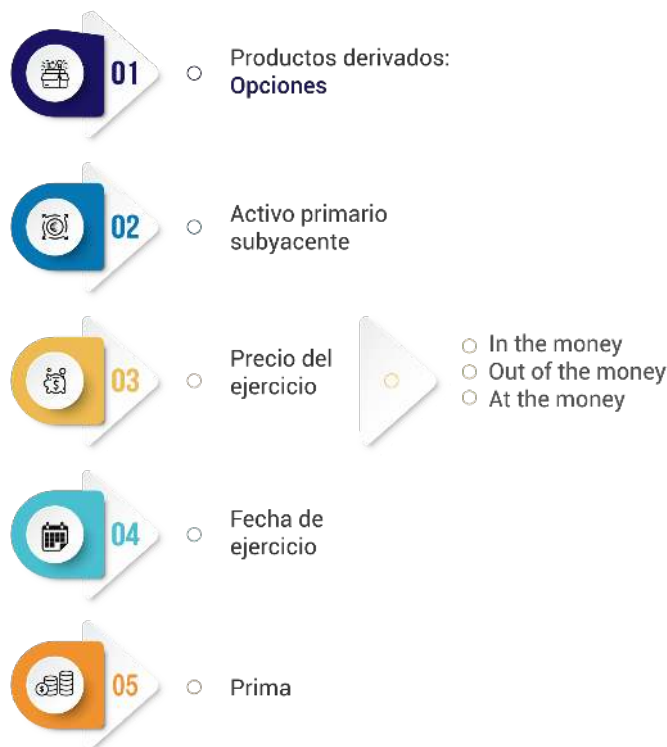 01
Productos derivados:
Opciones
02
Activo primario
subyacente
03
Precio del
ejercicio
In the money
Out of the money
At the money
04
Fecha de
ejercicio
05
Prima